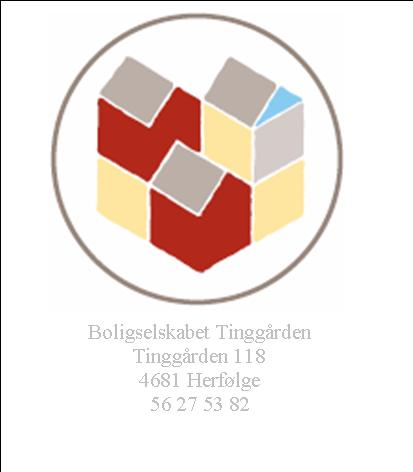 Boligselskabet Tinggården
Tinggården 118
4681 Herfølge
56 27 53 82